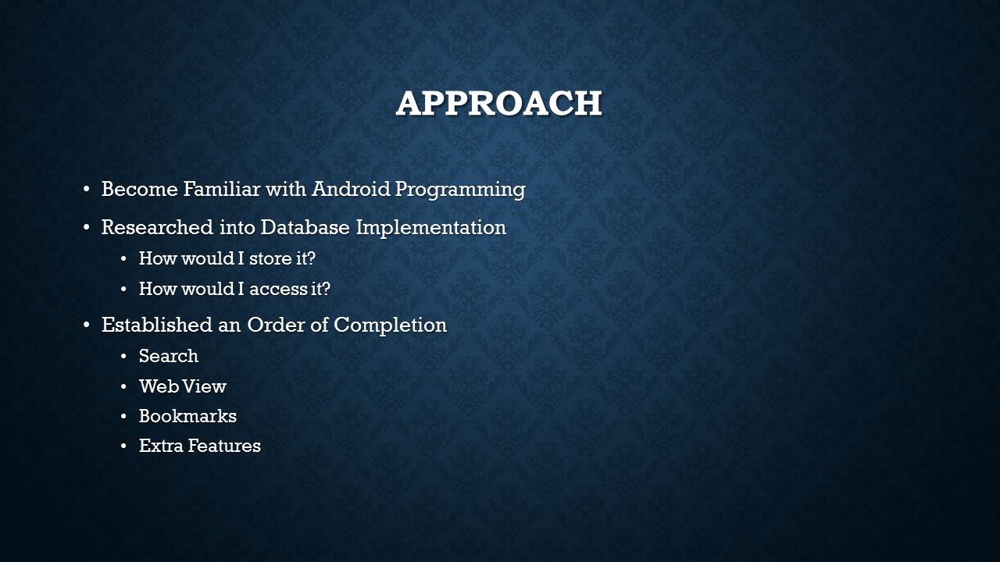 APPROACH
• Become Familiar with Android Programming
• Researched into Database Implementation
• How would I store it?
• How would I access it?
• Established an Order of Completion
• Search
• Web View
• Bookmarks
• Extra Features